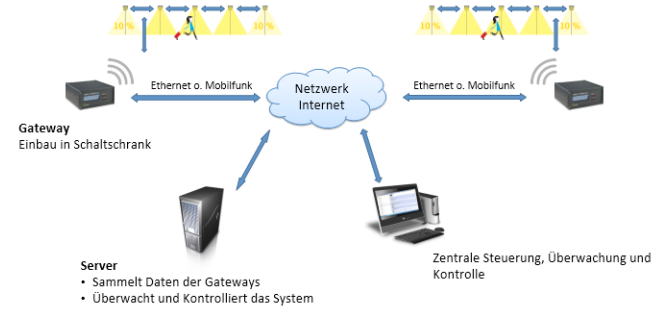 10 % 10 %
10 % 10 %
Ethernet o. Mobilfunk
Netzwerk
Internet
Ethernet o. Mobilfunk
Gateway
Einbau in Schaltschrank
Server
• Sammelt Daten der Gateways
• Überwacht und Kontrolliert das System
Zentrale Steuerung, Überwachung und
Kontrolle